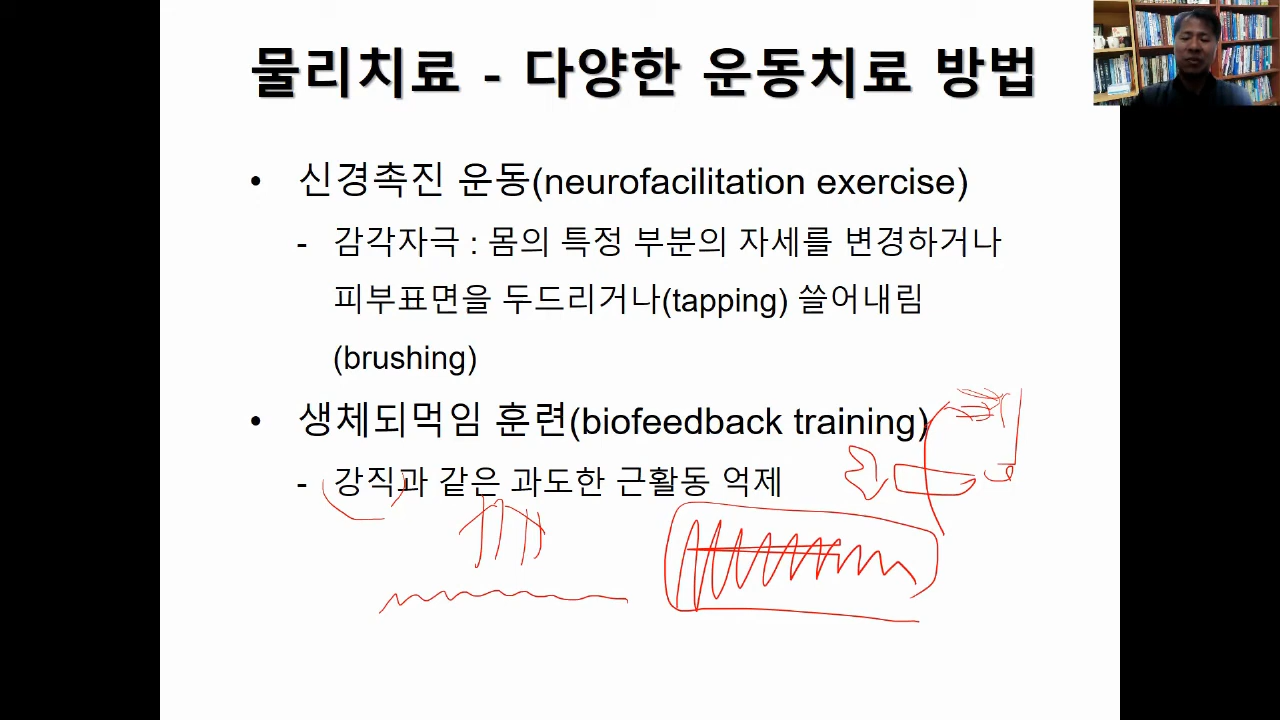 물리치료 - 다양한 운동치료 방법
• 신경촉진 운동(neurofacilitation exercise)
- 감각자극 : 몸의 특정 부분의 자세를 변경하거나
피부표면을 두드리거나(tapping) 쓸어내림
(brushing)
• 생체되먹임 훈련(biofeedback training)
- 강직과 같은 과도한 근활동 억제